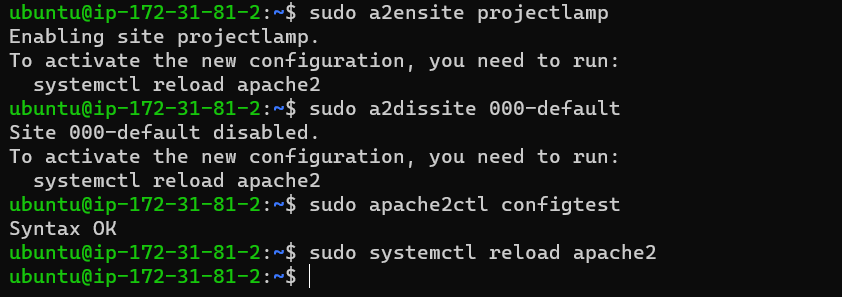 ubuntu@ip-172-31-81-2:~$ sudo a2ensite projectlamp
Enabling site projectlamp.
To activate the new configuration, you need to run:
  systemctl reload apache2
ubuntu@ip-172-31-81-2:~$ sudo a2dissite 000-default
Site 000-default disabled.
To activate the new configuration, you need to run:
  systemctl reload apache2
ubuntu@ip-172-31-81-2:~$ sudo apache2ctl configtest
Syntax OK
ubuntu@ip-172-31-81-2:~$ sudo systemctl reload apache2
ubuntu@ip-172-31-81-2:~$